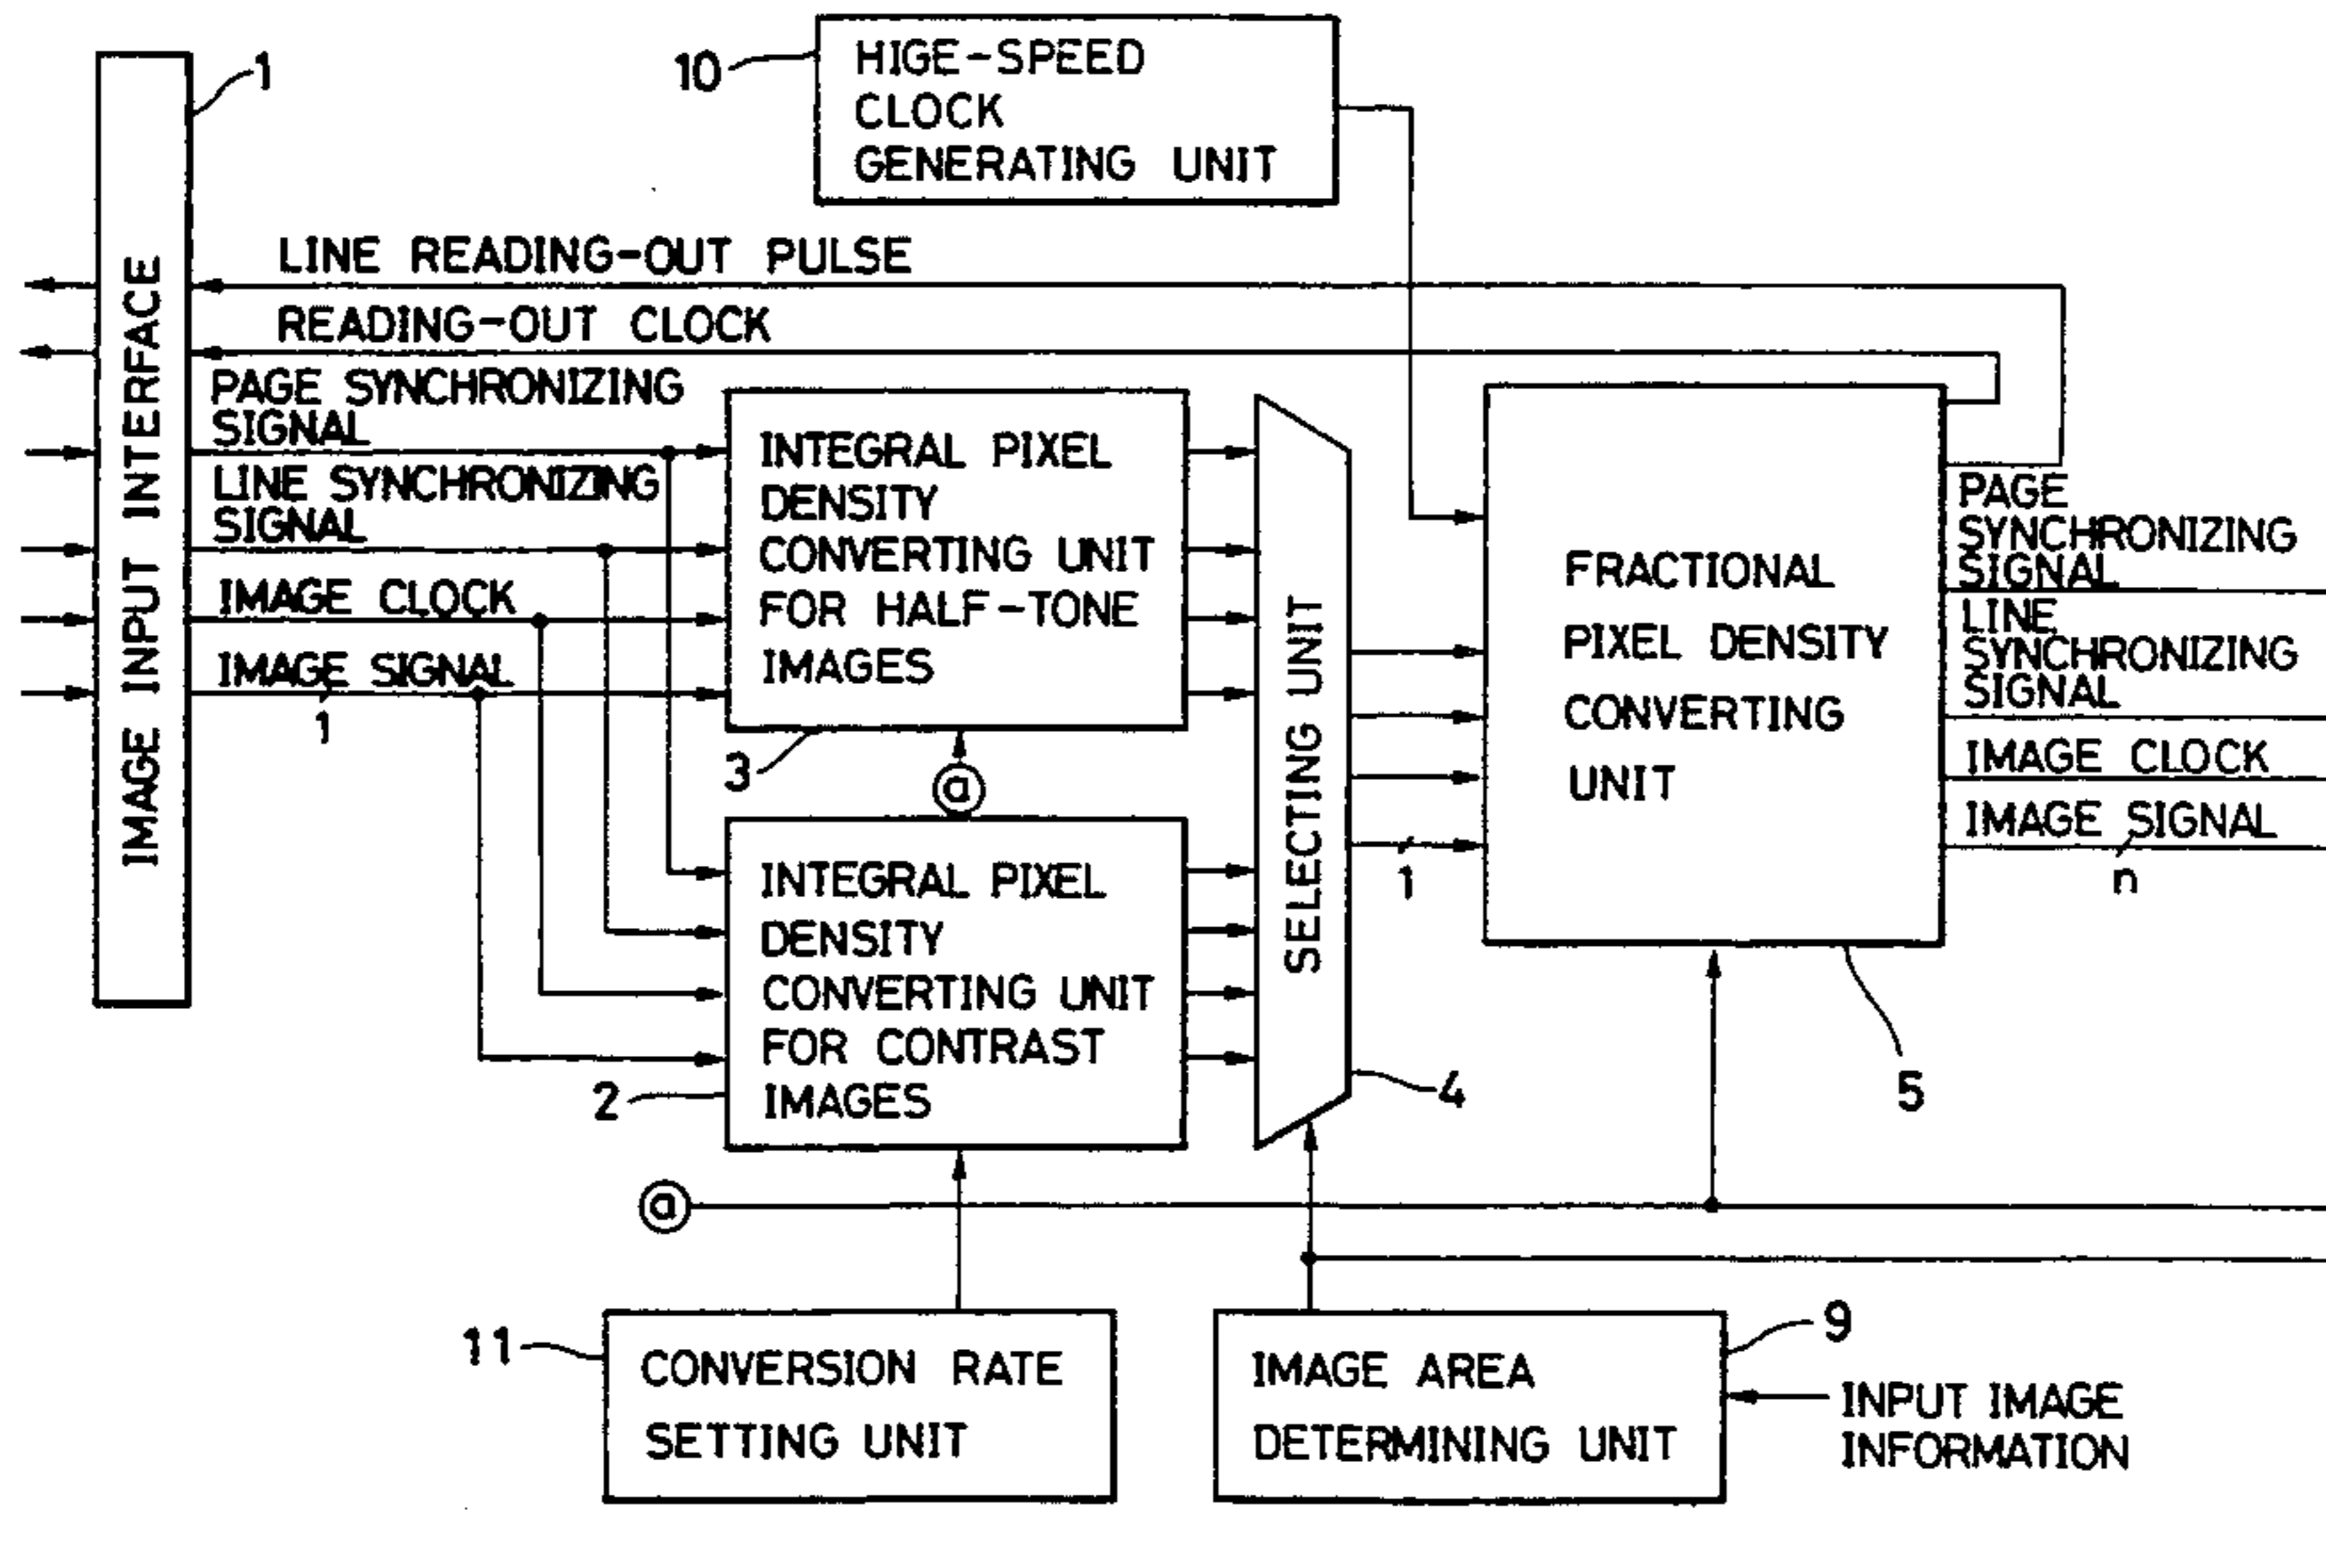 1
10
HIGE-SPEED
CLOCK
GENERATING UNIT
IMAGE INPUT INTERFACE
LINE READING-OUT PULSE
READING-OUT CLOCK
PAGE SYNCHRONIZING
SIGNAL
LINE SYNCHRONIZING
SIGNAL
IMAGE CLOCK
IMAGE SIGNAL
1
INTEGRAL PIXEL
DENSITY
CONVERTING UNIT
FOR HALF-TONE
IMAGES
3
a
INTEGRAL PIXEL
DENSITY
CONVERTING UNIT
FOR CONTRAST
IMAGES
2
SELECTING UNIT
4
1
FRACTIONAL
PIXEL DENSITY
CONVERTING
UNIT
5
PAGE
SYNCHRONIZING
SIGNAL
LINE
SYNCHRONIZING
SIGNAL
IMAGE CLOCK
IMAGE SIGNAL
n
a
11
CONVERSION RATE
SETTING UNIT
IMAGE AREA
DETERMINING UNIT
9
INPUT IMAGE
INFORMATION